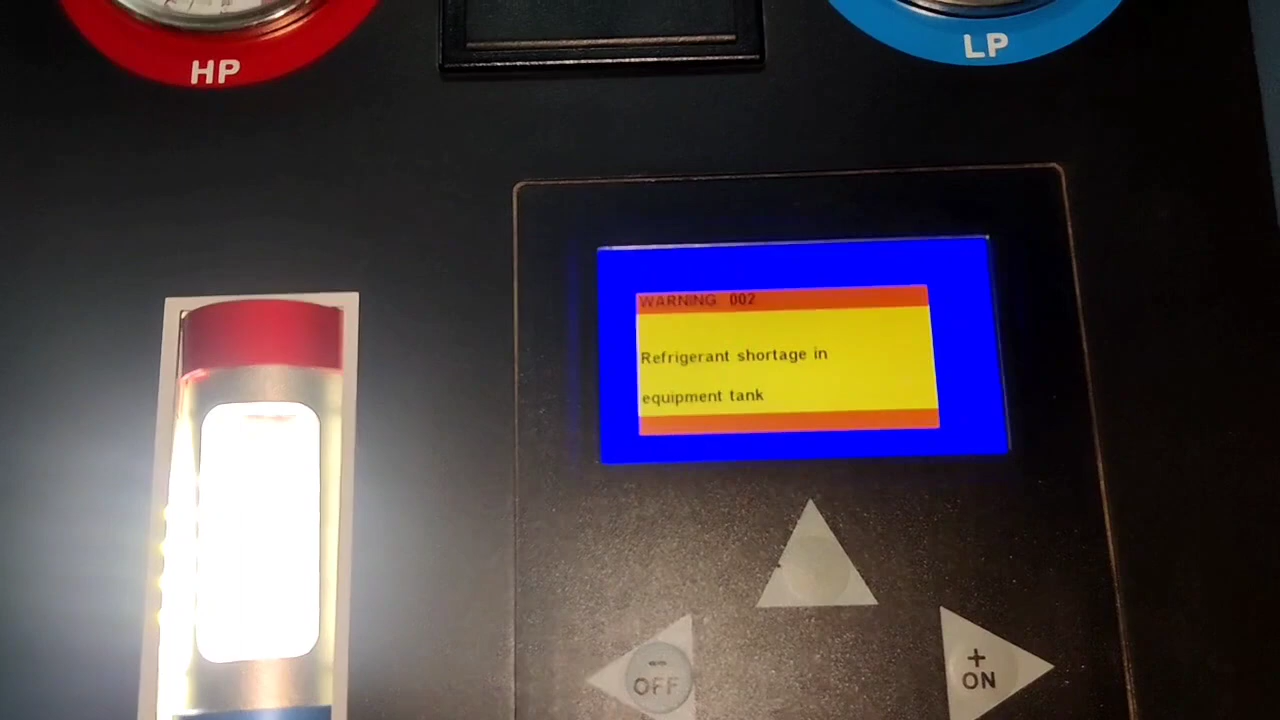 HP
LP
WARNING 002
Refrigerant shortage in
equipment tank
-
OFF
+
ON